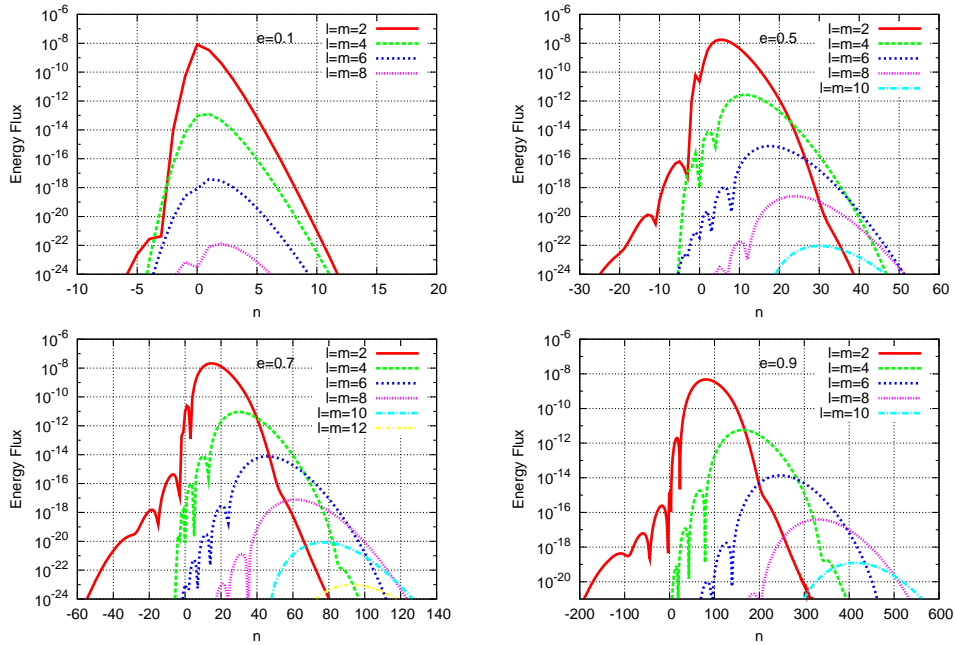 e=0.1
l=m=2
l=m=4
l=m=6
l=m=8
Energy Flux
10^-6
10^-8
10^-10
10^-12
10^-14
10^-16
10^-18
10^-20
10^-22
10^-24
-10 -5 0 5 10 15 20
n
e=0.5
l=m=2
l=m=4
l=m=6
l=m=8
l=m=10
Energy Flux
10^-6
10^-8
10^-10
10^-12
10^-14
10^-16
10^-18
10^-20
10^-22
10^-24
-30 -20 -10 0 10 20 30 40 50 60
n
e=0.7
l=m=2
l=m=4
l=m=6
l=m=8
l=m=10
l=m=12
Energy Flux
10^-6
10^-8
10^-10
10^-12
10^-14
10^-16
10^-18
10^-20
10^-22
10^-24
-60 -40 -20 0 20 40 60 80 100 120 140
n
e=0.9
l=m=2
l=m=4
l=m=6
l=m=8
l=m=10
Energy Flux
10^-6
10^-8
10^-10
10^-12
10^-14
10^-16
10^-18
10^-20
-200 -100 0 100 200 300 400 500 600
n